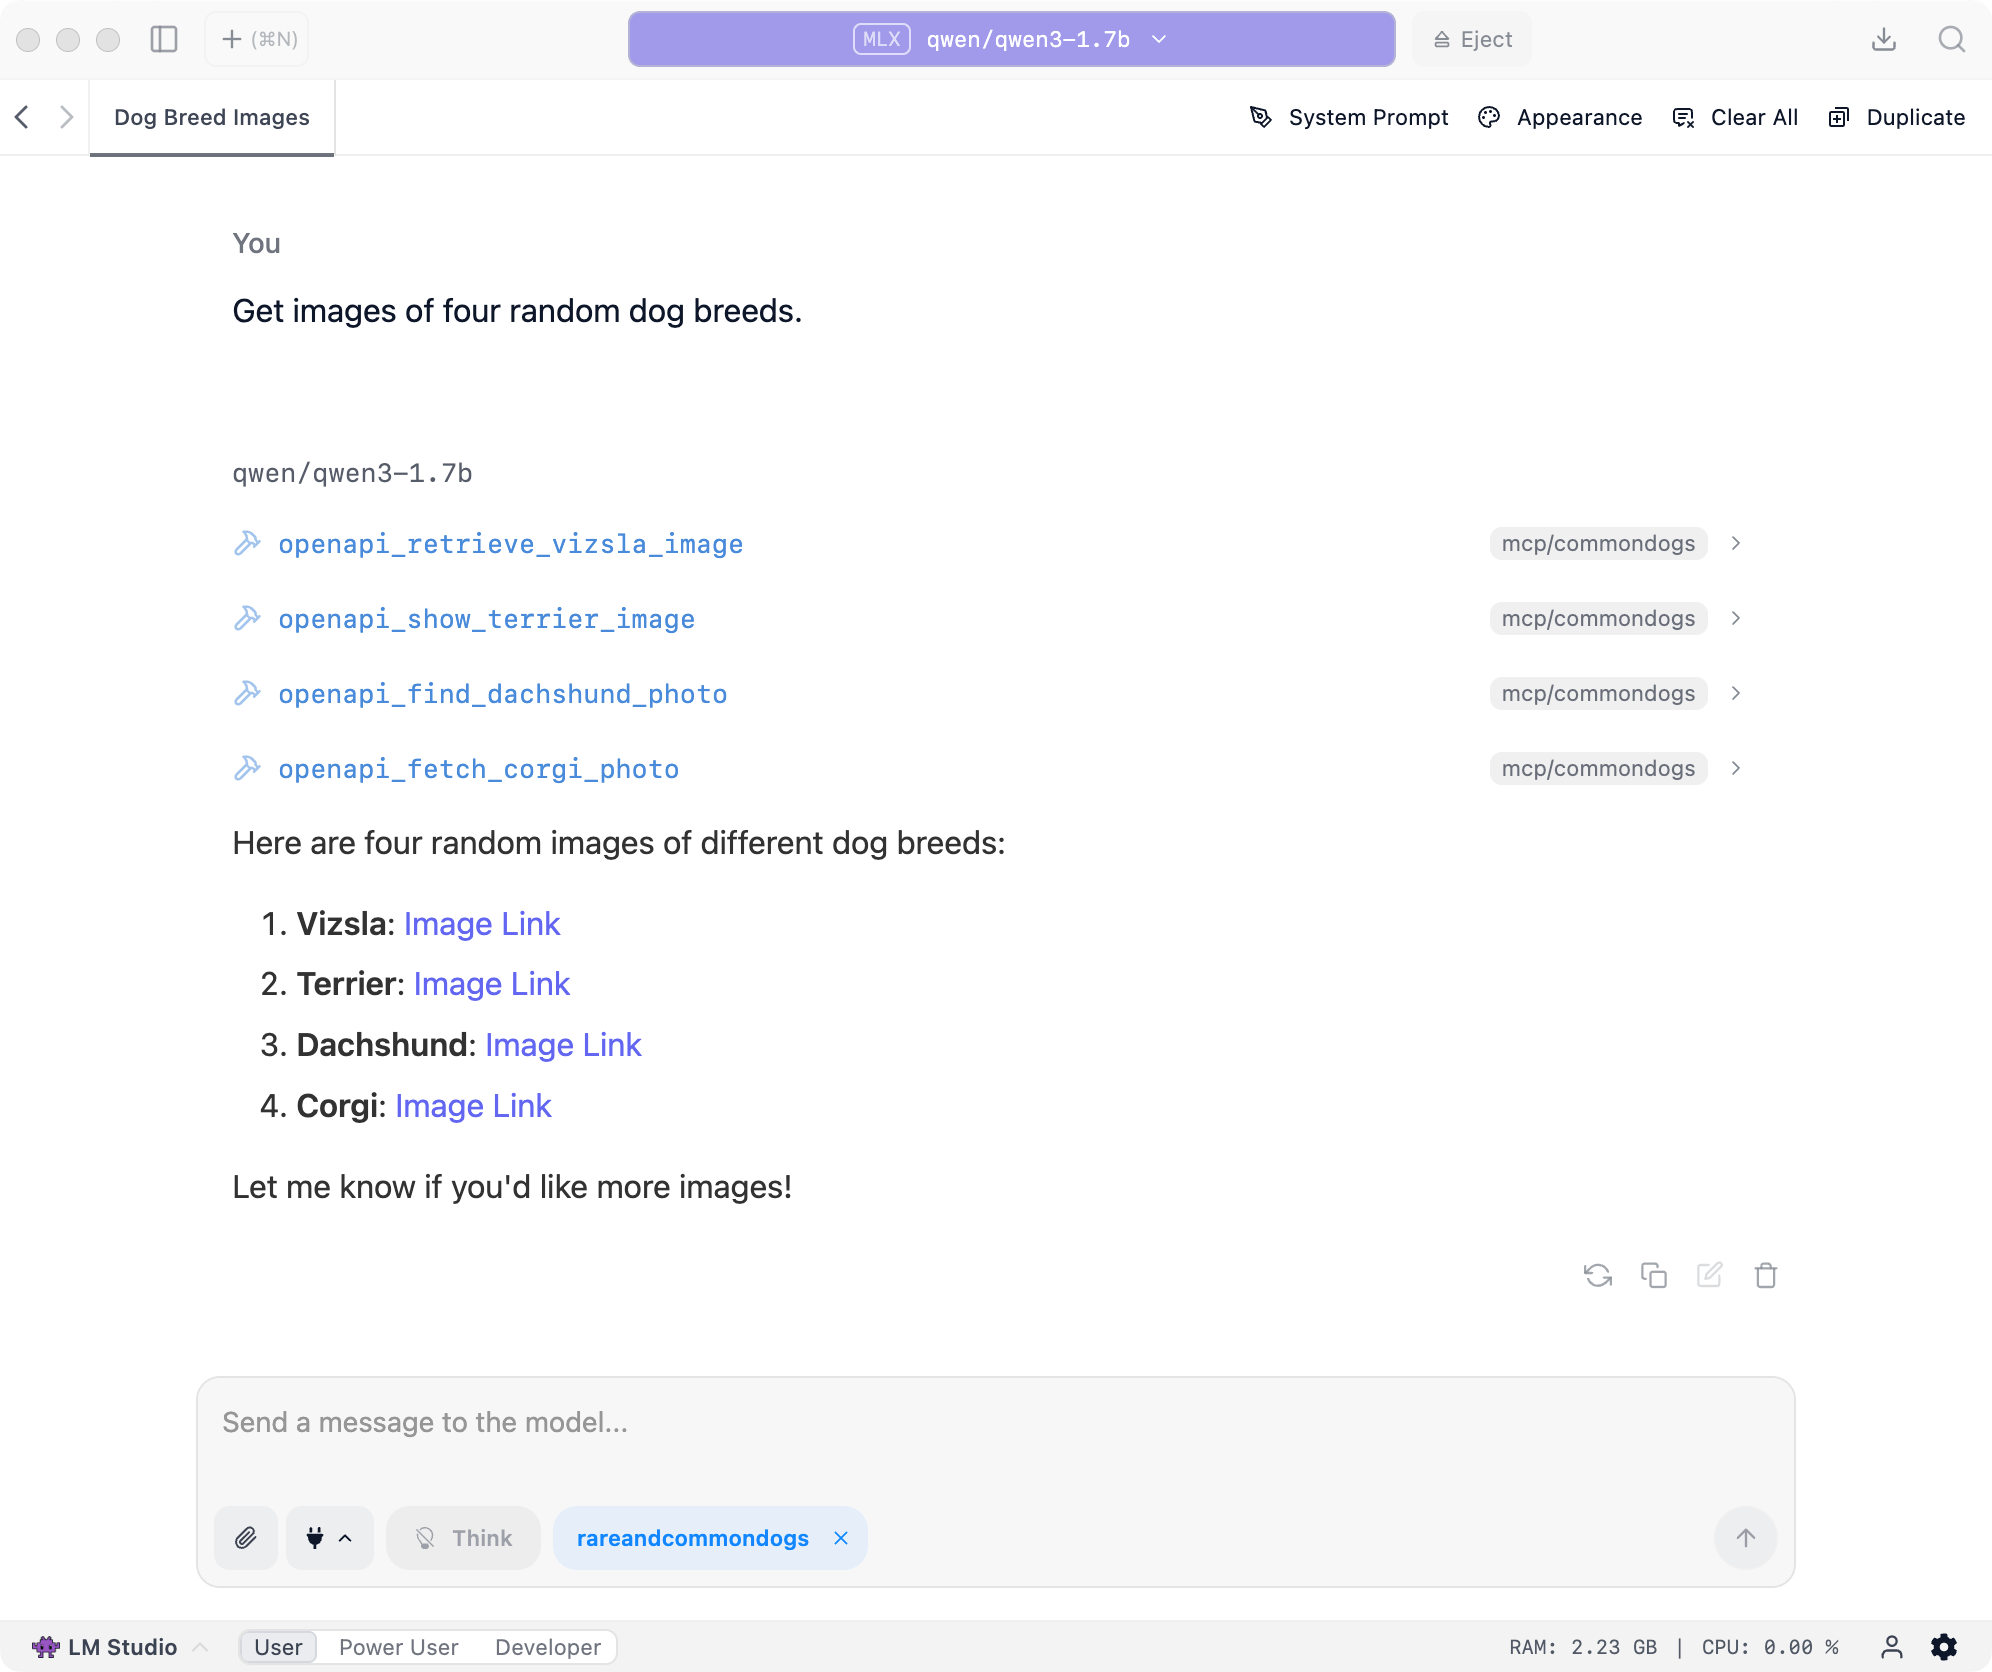 (⌘N)
MLX qwen/qwen3-1.7b
Eject
Dog Breed Images
System Prompt
Appearance
Clear All
Duplicate
You
Get images of four random dog breeds.
qwen/qwen3-1.7b
openapi_retrieve_vizsla_image mcp/commondogs
openapi_show_terrier_image mcp/commondogs
openapi_find_dachshund_photo mcp/commondogs
openapi_fetch_corgi_photo mcp/commondogs
Here are four random images of different dog breeds:
1. Vizsla: Image Link
2. Terrier: Image Link
3. Dachshund: Image Link
4. Corgi: Image Link
Let me know if you'd like more images!
Send a message to the model...
Think
rareandcommondogs
LM Studio
User
Power User
Developer
RAM: 2.23 GB | CPU: 0.00 %